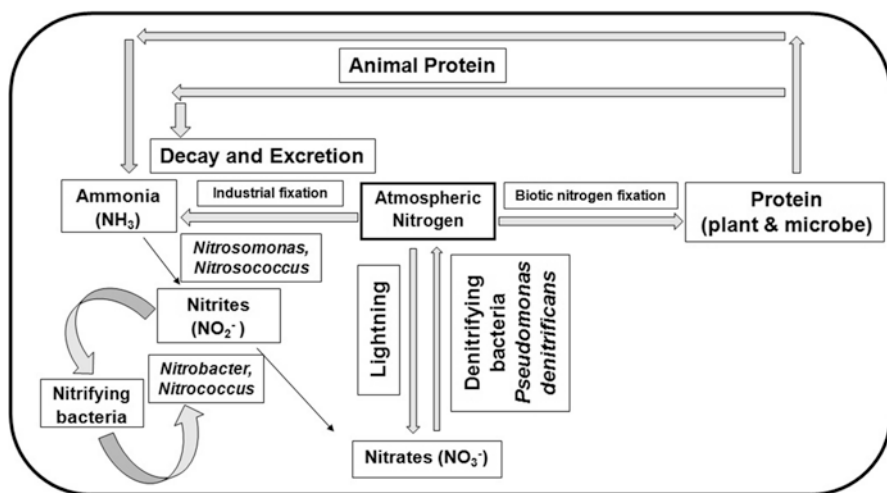 Animal Protein
Decay and Excretion
Ammonia
(NH₃)
Industrial fixation
Atmospheric
Nitrogen
Biotic nitrogen fixation
Protein
(plant & microbe)
Nitrosomonas,
Nitrosococcus
Nitrites
(NO₂⁻)
Nitrobacter,
Nitrococcus
Nitrifying
bacteria
Lightning
Denitrifying
bacteria
Pseudomonas
denitrificans
Nitrates (NO₃⁻)